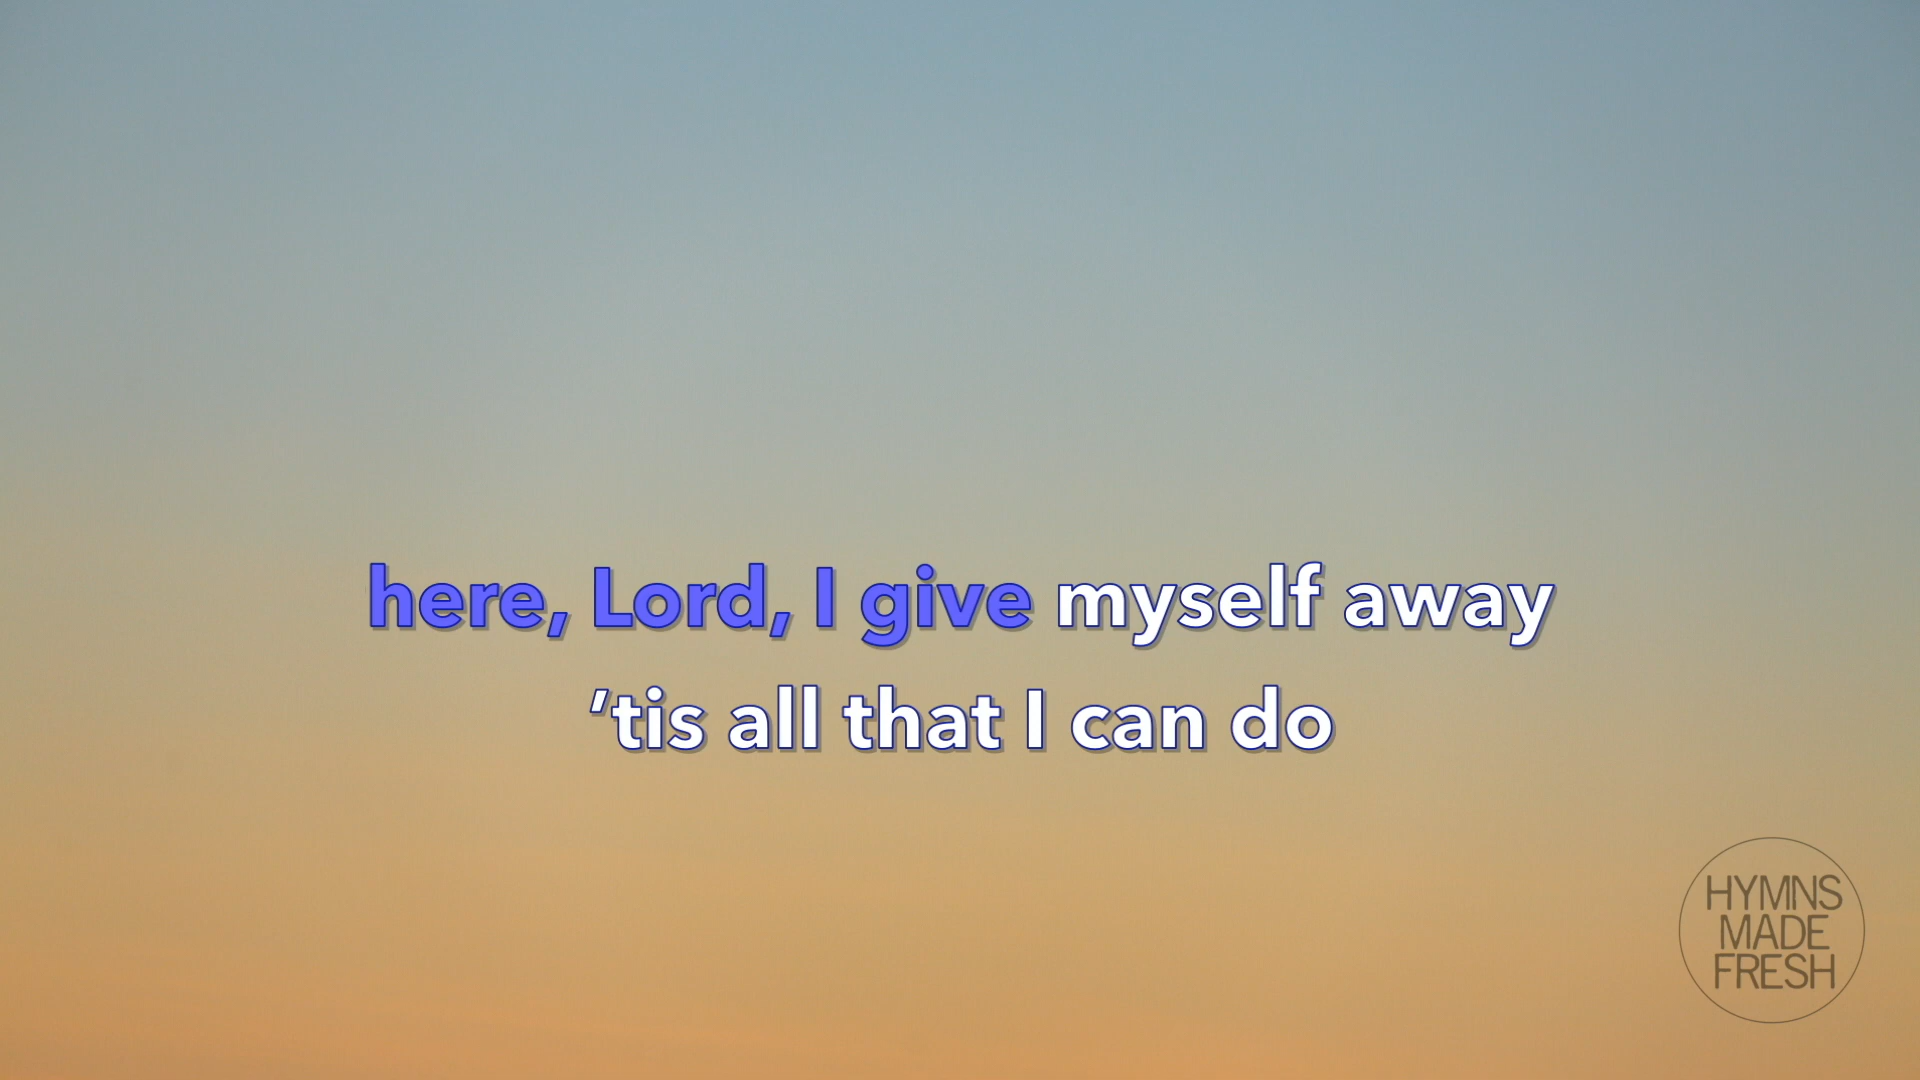 here, Lord, I give myself away
’tis all that I can do
HYMNS
MADE
FRESH